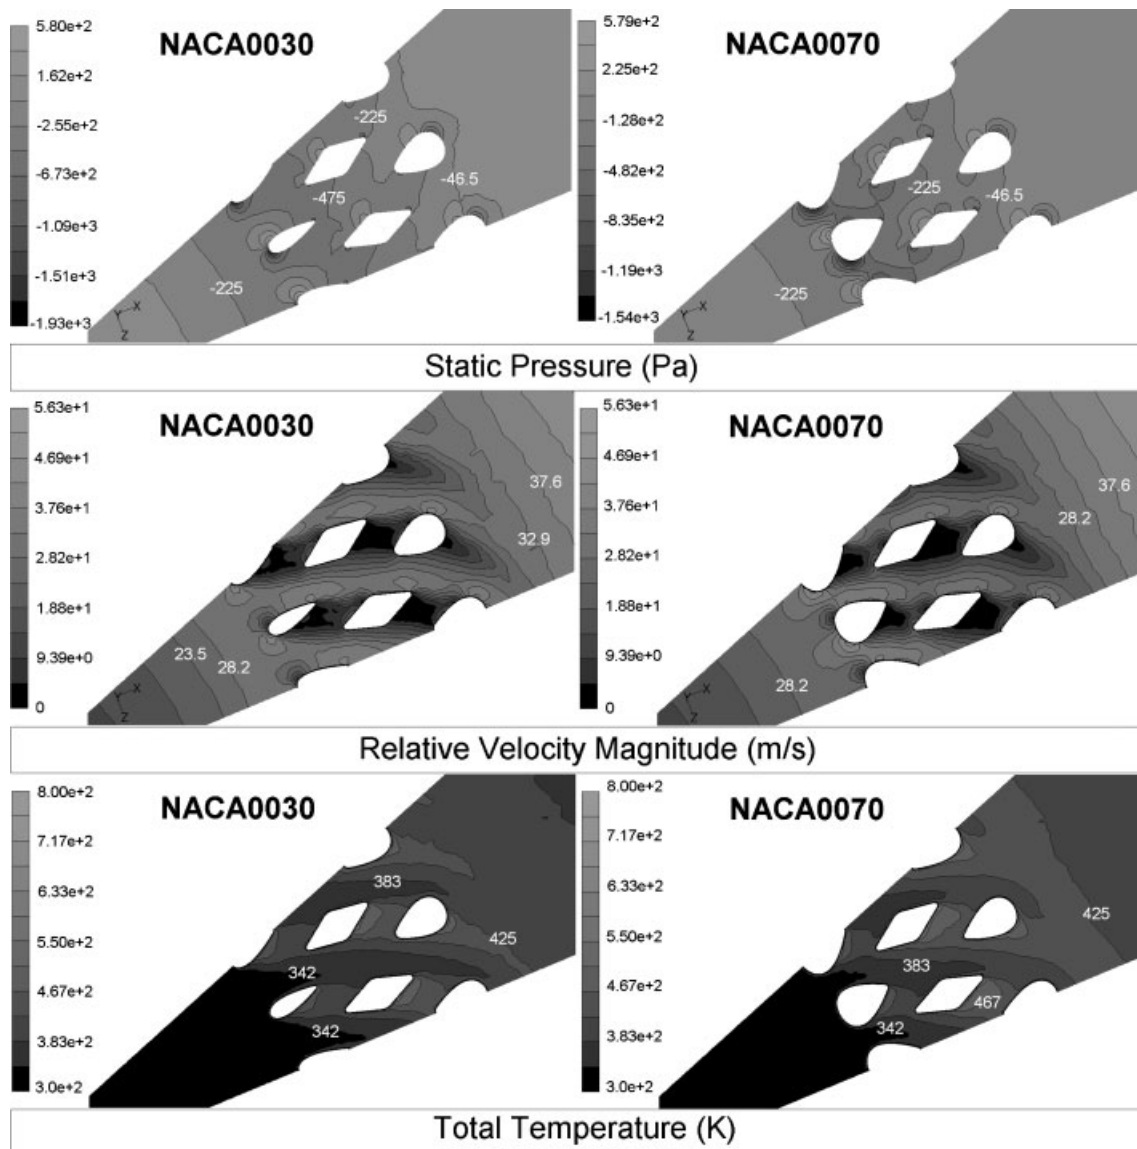 NACA0030
5.80e+2
1.62e+2
-2.55e+2
-6.73e+2
-1.09e+3
-1.51e+3
-1.93e+3
-225
-475
-46.5
-225
Y X
Z
NACA0070
5.79e+2
2.25e+2
-1.28e+2
-4.82e+2
-8.35e+2
-1.19e+3
-1.54e+3
-225
-46.5
-225
Y X
Z
Static Pressure (Pa)
NACA0030
5.63e+1
4.69e+1
3.76e+1
2.82e+1
1.88e+1
9.39e+0
0
37.6
32.9
23.5
28.2
Y X
Z
NACA0070
5.63e+1
4.69e+1
3.76e+1
2.82e+1
1.88e+1
9.39e+0
0
37.6
28.2
28.2
Y X
Z
Relative Velocity Magnitude (m/s)
NACA0030
8.00e+2
7.17e+2
6.33e+2
5.50e+2
4.67e+2
3.83e+2
3.0e+2
383
425
342
342
NACA0070
8.00e+2
7.17e+2
6.33e+2
5.50e+2
4.67e+2
3.83e+2
3.0e+2
425
383
467
342
Total Temperature (K)